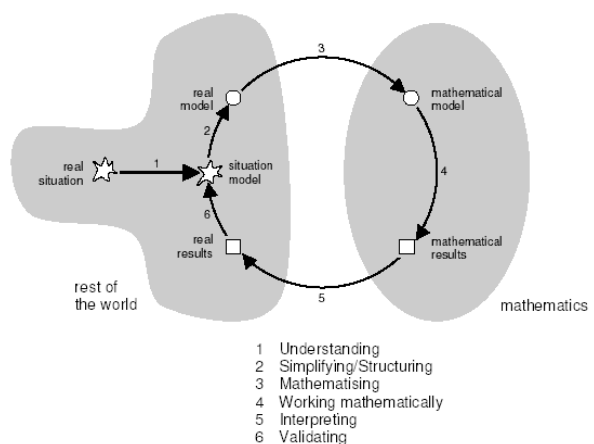 3
real
model
mathematical
model
2
real
situation
1
situation
model
4
6
real
results
mathematical
results
5
rest of
the world
mathematics
1 Understanding
2 Simplifying/Structuring
3 Mathematising
4 Working mathematically
5 Interpreting
6 Validating